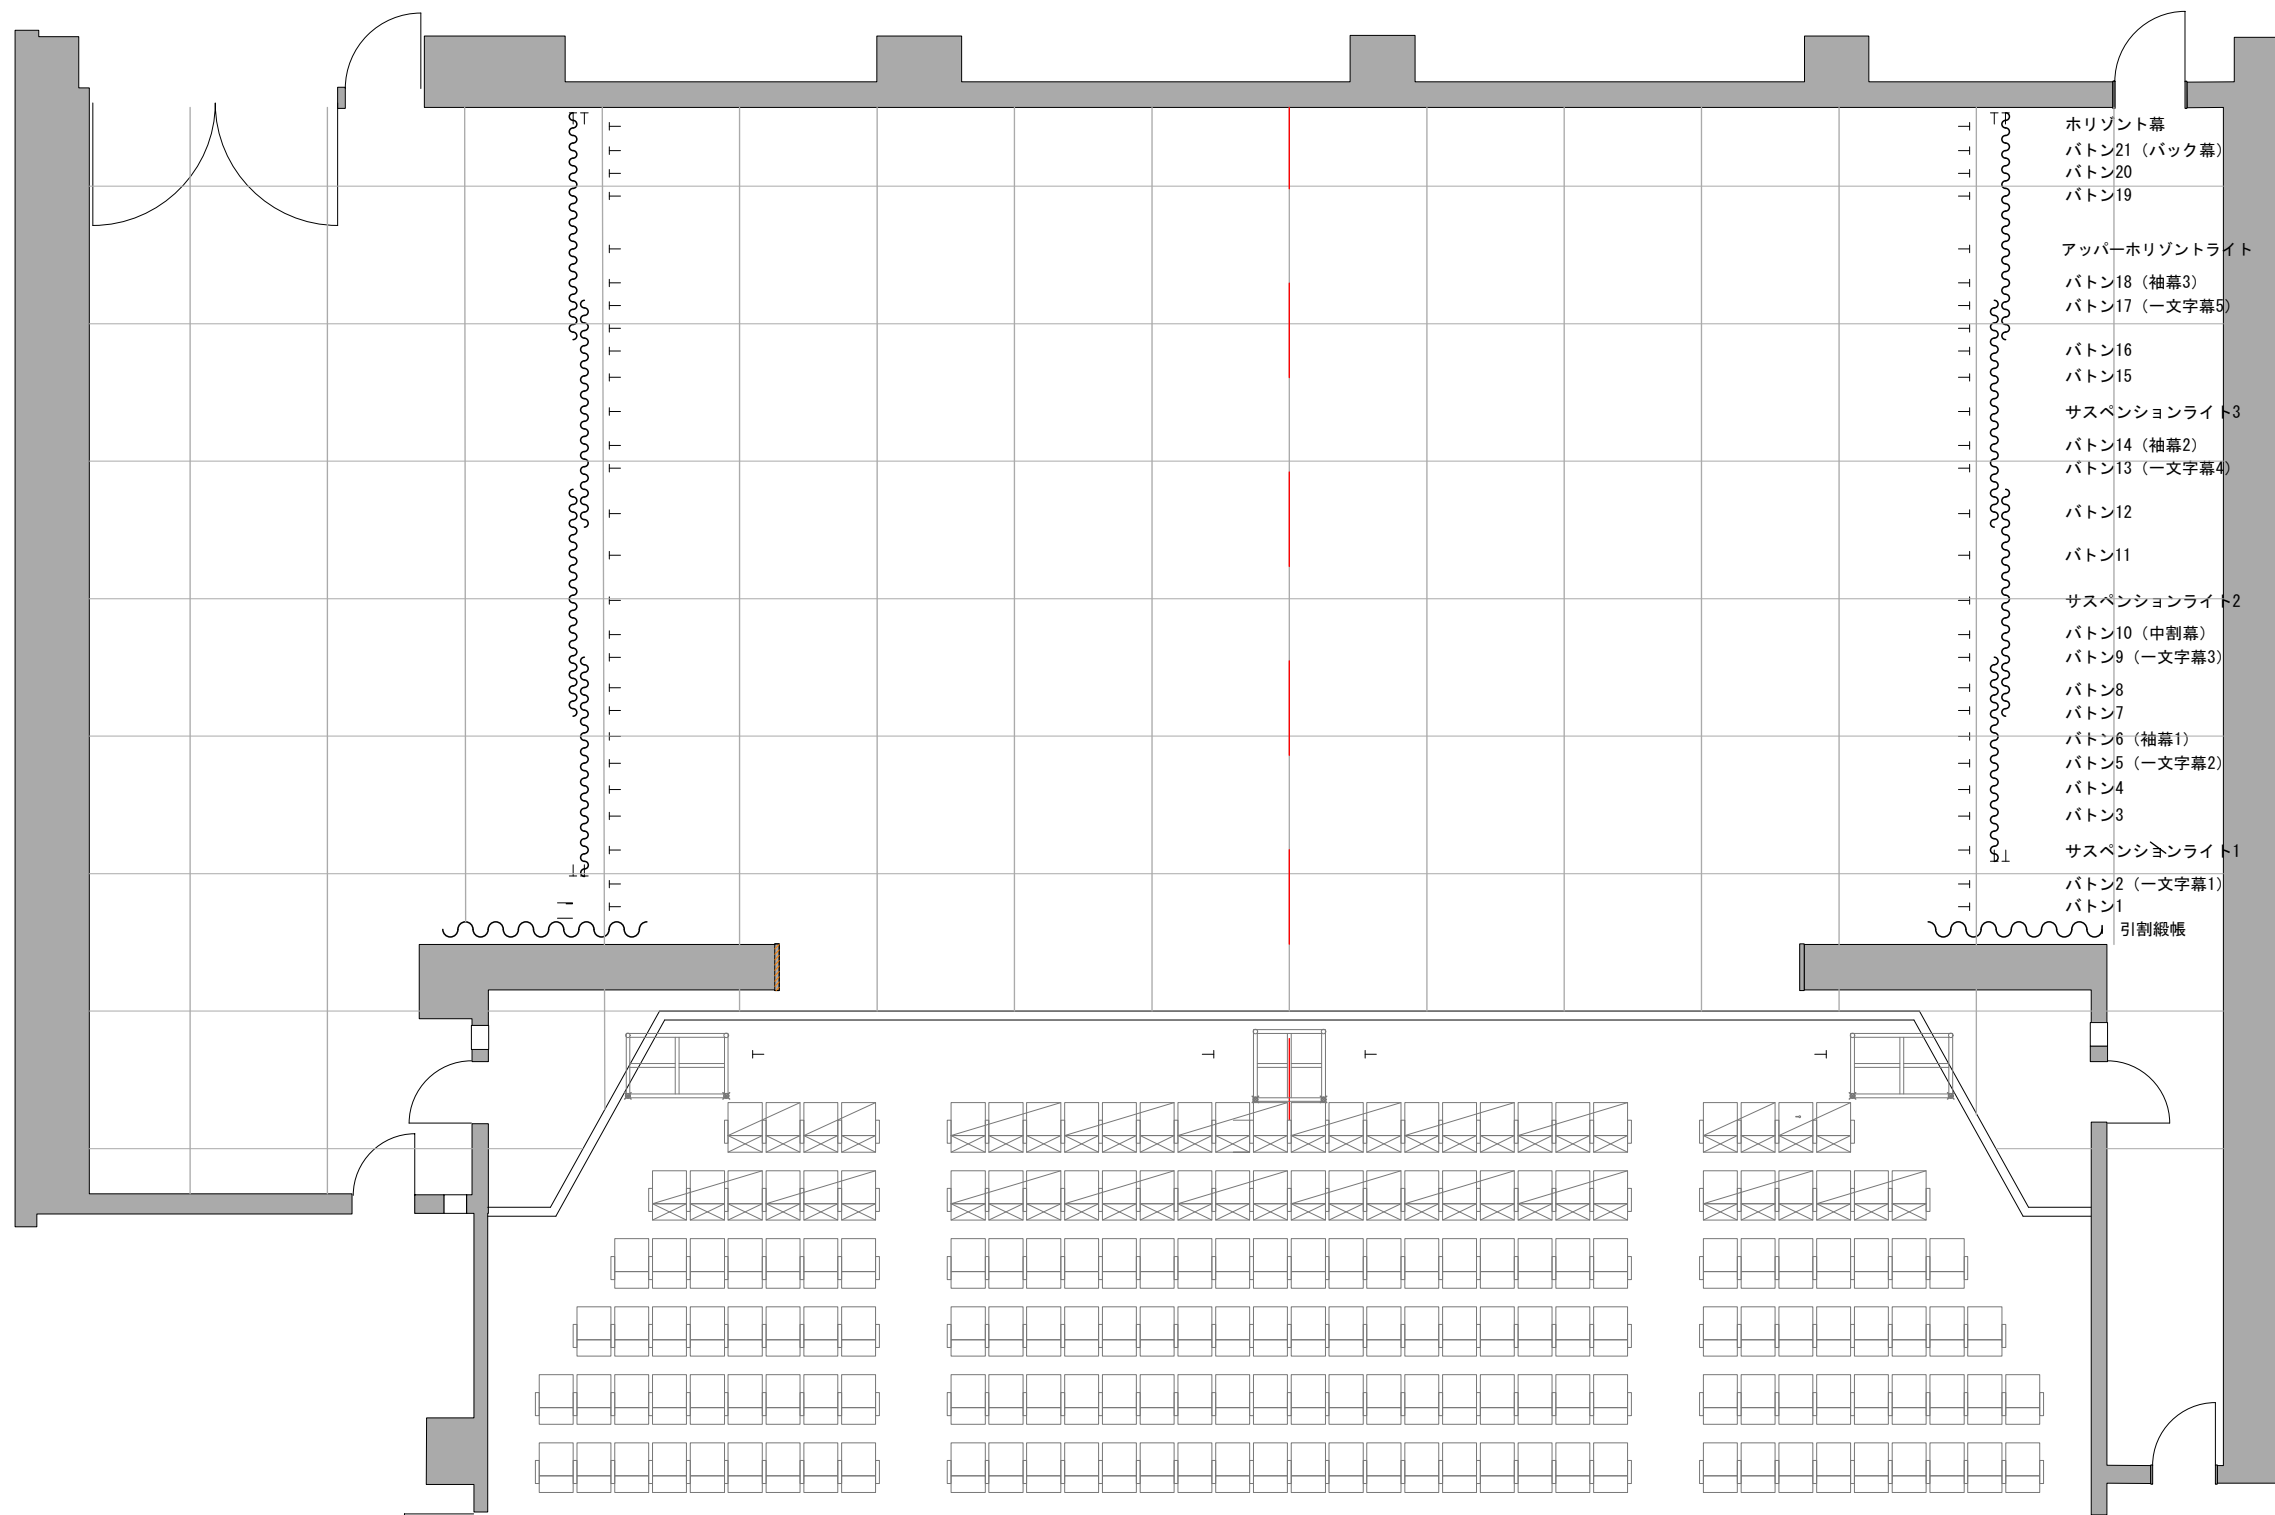 ホリゾント幕
バトン21（バック幕）
バトン20
バトン19
アッパーホリゾントライト
バトン18（袖幕3）
バトン17（一文字幕5）
バトン16
バトン15
サスペンションライト3
バトン14（袖幕2）
バトン13（一文字幕4）
バトン12
バトン11
サスペンションライト2
バトン10（中割幕）
バトン9（一文字幕3）
バトン8
バトン7
バトン6（袖幕1）
バトン5（一文字幕2）
バトン4
バトン3
サスペンションライト1
バトン2（一文字幕1）
バトン1
引割緞帳